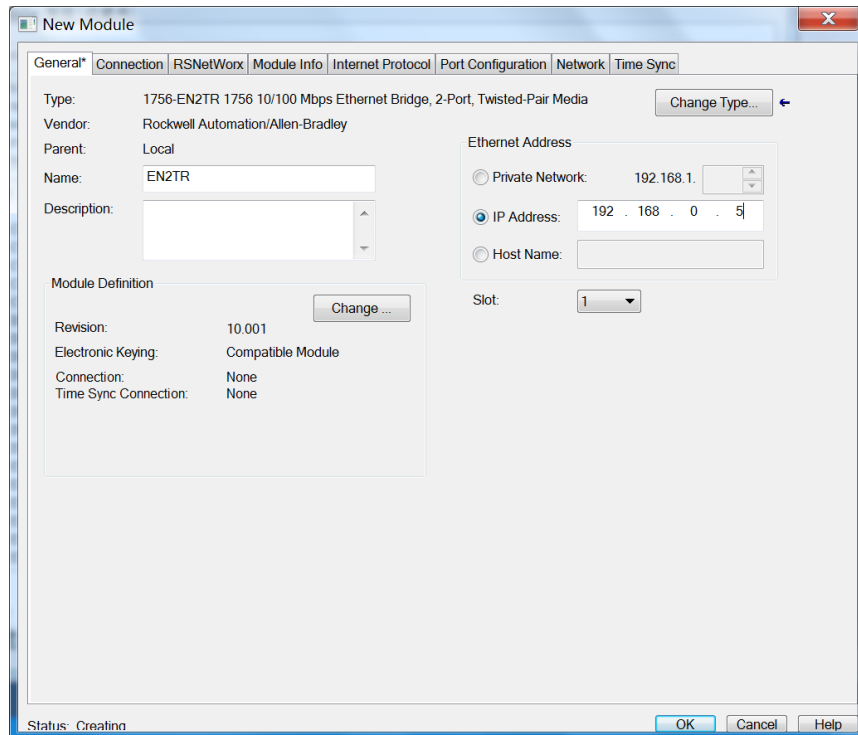 New Module
General* Connection RSNetWorx Module Info Internet Protocol Port Configuration Network Time Sync
Type: 1756-EN2TR 1756 10/100 Mbps Ethernet Bridge, 2-Port, Twisted-Pair Media
Change Type...
Vendor: Rockwell Automation/Allen-Bradley
Parent: Local
Name: EN2TR
Description:
Ethernet Address
Private Network: 192.168.1.
IP Address: 192 . 168 . 0 . 5
Host Name:
Slot: 1
Module Definition
Change ...
Revision: 10.001
Electronic Keying: Compatible Module
Connection: None
Time Sync Connection: None
Status: Creating
OK Cancel Help